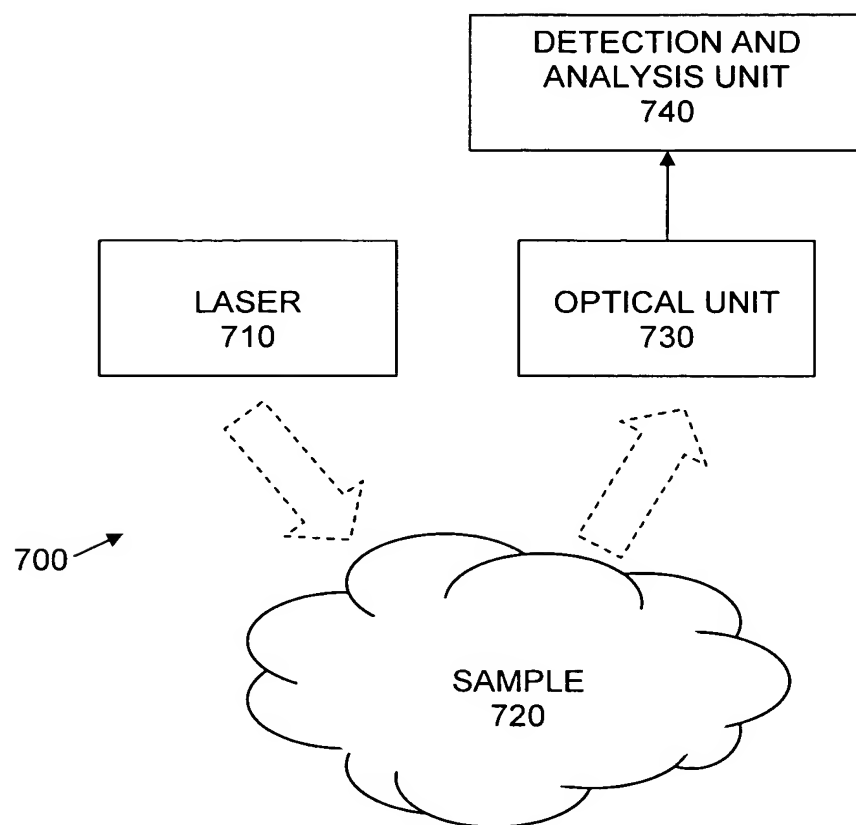 DETECTION AND
ANALYSIS UNIT
740
LASER
710
OPTICAL UNIT
730
700
SAMPLE
720